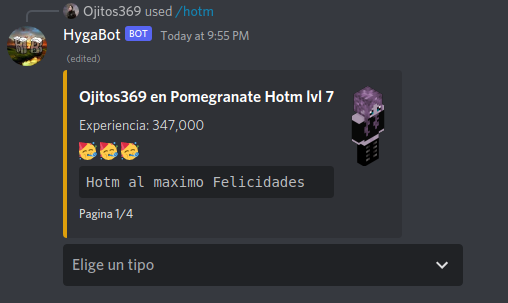 Ojitos369 used /hotm
HygaBot BOT Today at 9:55 PM
(edited)
Ojitos369 en Pomegranate Hotm lvl 7
Experiencia: 347,000
Hotm al maximo Felicidades
Pagina 1/4
Elige un tipo